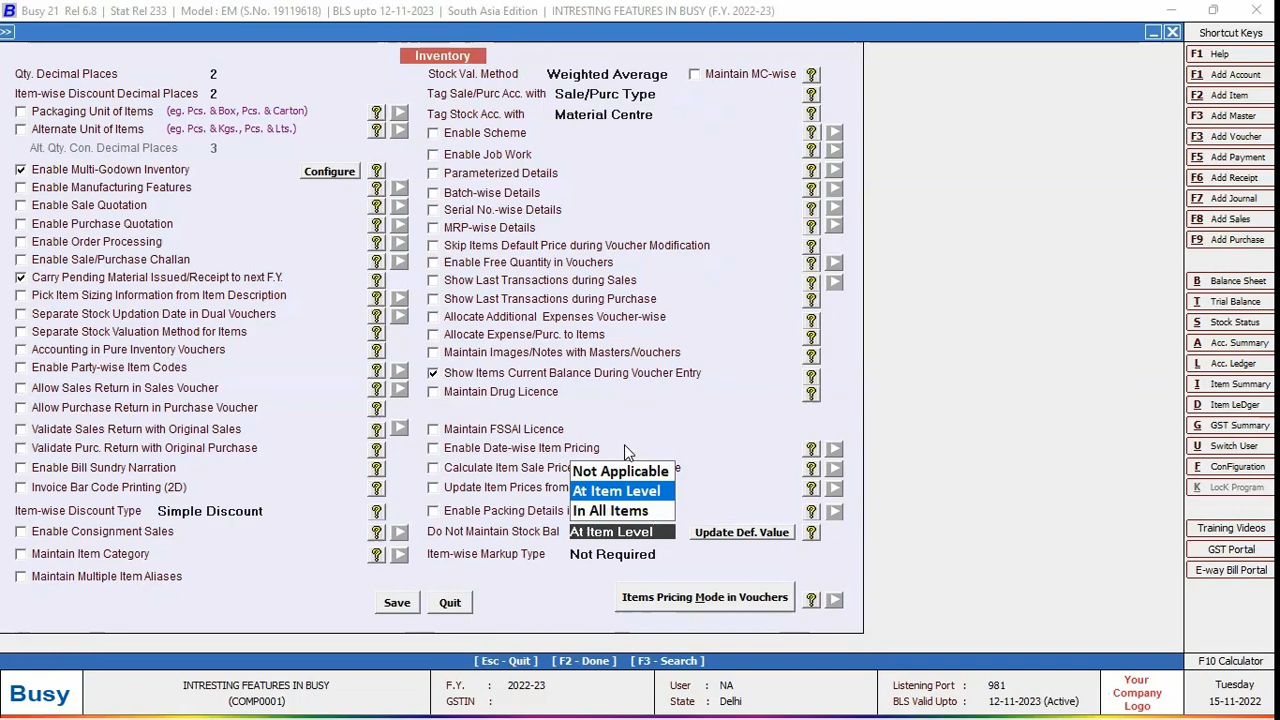 Busy 21 Rel 6.8 | Stat Rel 233 | Model : EM (S.No. 19119618) | BLS upto 12-11-2023 | South Asia Edition | INTRESTING FEATURES IN BUSY (F.Y. 2022-23)
>>
Inventory
Qty. Decimal Places 2
Item-wise Discount Decimal Places 2
Packaging Unit of Items (eg. Pcs. & Box, Pcs. & Carton) ?
Alternate Unit of Items (eg. Pcs. & Kgs., Pcs. & Lts.) ?
Alt. Qty. Con. Decimal Places 3
Enable Multi-Godown Inventory Configure ?
Enable Manufacturing Features ?
Enable Sale Quotation ?
Enable Purchase Quotation ?
Enable Order Processing ?
Enable Sale/Purchase Challan ?
Carry Pending Material Issued/Receipt to next F.Y. ?
Pick Item Sizing Information from Item Description ?
Separate Stock Updation Date in Dual Vouchers ?
Separate Stock Valuation Method for Items ?
Accounting in Pure Inventory Vouchers ?
Enable Party-wise Item Codes ?
Allow Sales Return in Sales Voucher ?
Allow Purchase Return in Purchase Voucher ?
Validate Sales Return with Original Sales ?
Validate Purc. Return with Original Purchase ?
Enable Bill Sundry Narration ?
Invoice Bar Code Printing (2D) ?
Item-wise Discount Type Simple Discount ?
Enable Consignment Sales ?
Maintain Item Category ?
Maintain Multiple Item Aliases
Stock Val. Method Weighted Average Maintain MC-wise ?
Tag Sale/Purc Acc. with Sale/Purc Type ?
Tag Stock Acc. with Material Centre ?
Enable Scheme ?
Enable Job Work ?
Parameterized Details ?
Batch-wise Details ?
Serial No.-wise Details ?
MRP-wise Details ?
Skip Items Default Price during Voucher Modification ?
Enable Free Quantity in Vouchers ?
Show Last Transactions during Sales ?
Show Last Transactions during Purchase ?
Allocate Additional Expenses Voucher-wise ?
Allocate Expense/Purc. to Items ?
Maintain Images/Notes with Masters/Vouchers ?
Show Items Current Balance During Voucher Entry ?
Maintain Drug Licence ?
Maintain FSSAI Licence
Enable Date-wise Item Pricing ?
Calculate Item Sale Pric ?
Update Item Prices from ?
Enable Packing Details i ?
Not Applicable
At Item Level
In All Items
Do Not Maintain Stock Bal At Item Level Update Def. Value ?
Item-wise Markup Type Not Required
Save Quit Items Pricing Mode in Vouchers ?
Shortcut Keys
F1 Help
F1 Add Account
F2 Add Item
F3 Add Master
F3 Add Voucher
F5 Add Payment
F6 Add Receipt
F7 Add Journal
F8 Add Sales
F9 Add Purchase
B Balance Sheet
T Trial Balance
S Stock Status
A Acc. Summary
L Acc. Ledger
I Item Summary
D Item LeDger
G GST Summary
U Switch User
F Configuration
K LocK Program
Training Videos
GST Portal
E-way Bill Portal
F10 Calculator
[ Esc - Quit ] [ F2 - Done ] [ F3 - Search ]
Busy
INTRESTING FEATURES IN BUSY
(COMP0001)
F.Y. : 2022-23
GSTIN :
User : NA
State : Delhi
Listening Port : 981
BLS Valid Upto : 12-11-2023 (Active)
Your
Company
Logo
Tuesday
15-11-2022